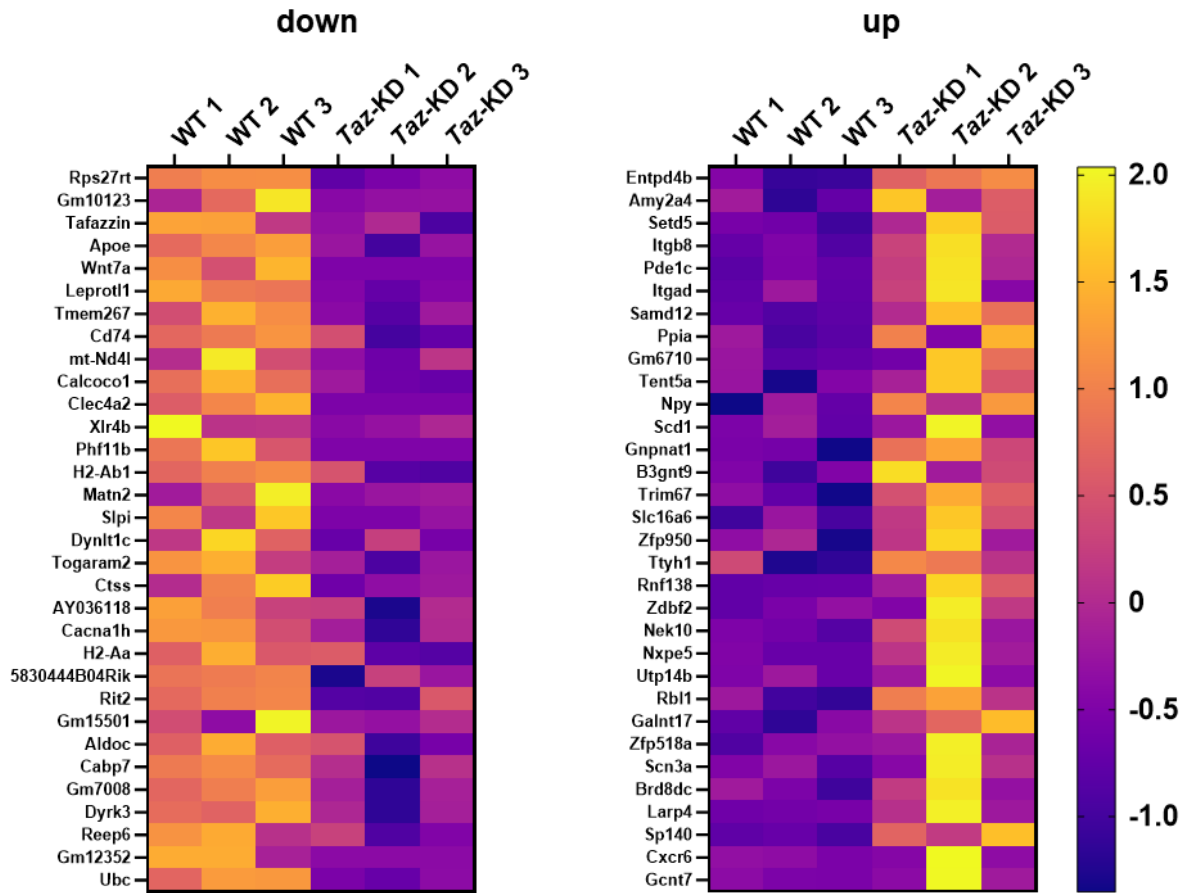 down
up
WT 1
WT 2
WT 3
Taz-KD 1
Taz-KD 2
Taz-KD 3
WT 1
WT 2
WT 3
Taz-KD 1
Taz-KD 2
Taz-KD 3
Rps27rt
Gm10123
Tafazzin
Apoe
Wnt7a
Leprotl1
Tmem267
Cd74
mt-Nd4l
Calcoco1
Clec4a2
Xlr4b
Phf11b
H2-Ab1
Matn2
Slpi
Dynlt1c
Togaram2
Ctss
AY036118
Cacna1h
H2-Aa
5830444B04Rik
Rit2
Gm15501
Aldoc
Cabp7
Gm7008
Dyrk3
Reep6
Gm12352
Ubc
Entpd4b
Amy2a4
Setd5
Itgb8
Pde1c
Itgad
Samd12
Ppia
Gm6710
Tent5a
Npy
Scd1
Gnpnat1
B3gnt9
Trim67
Slc16a6
Zfp950
Ttyh1
Rnf138
Zdbf2
Nek10
Nxpe5
Utp14b
Rbl1
Galnt17
Zfp518a
Scn3a
Brd8dc
Larp4
Sp140
Cxcr6
Gcnt7
2.0
1.5
1.0
0.5
0
-0.5
-1.0